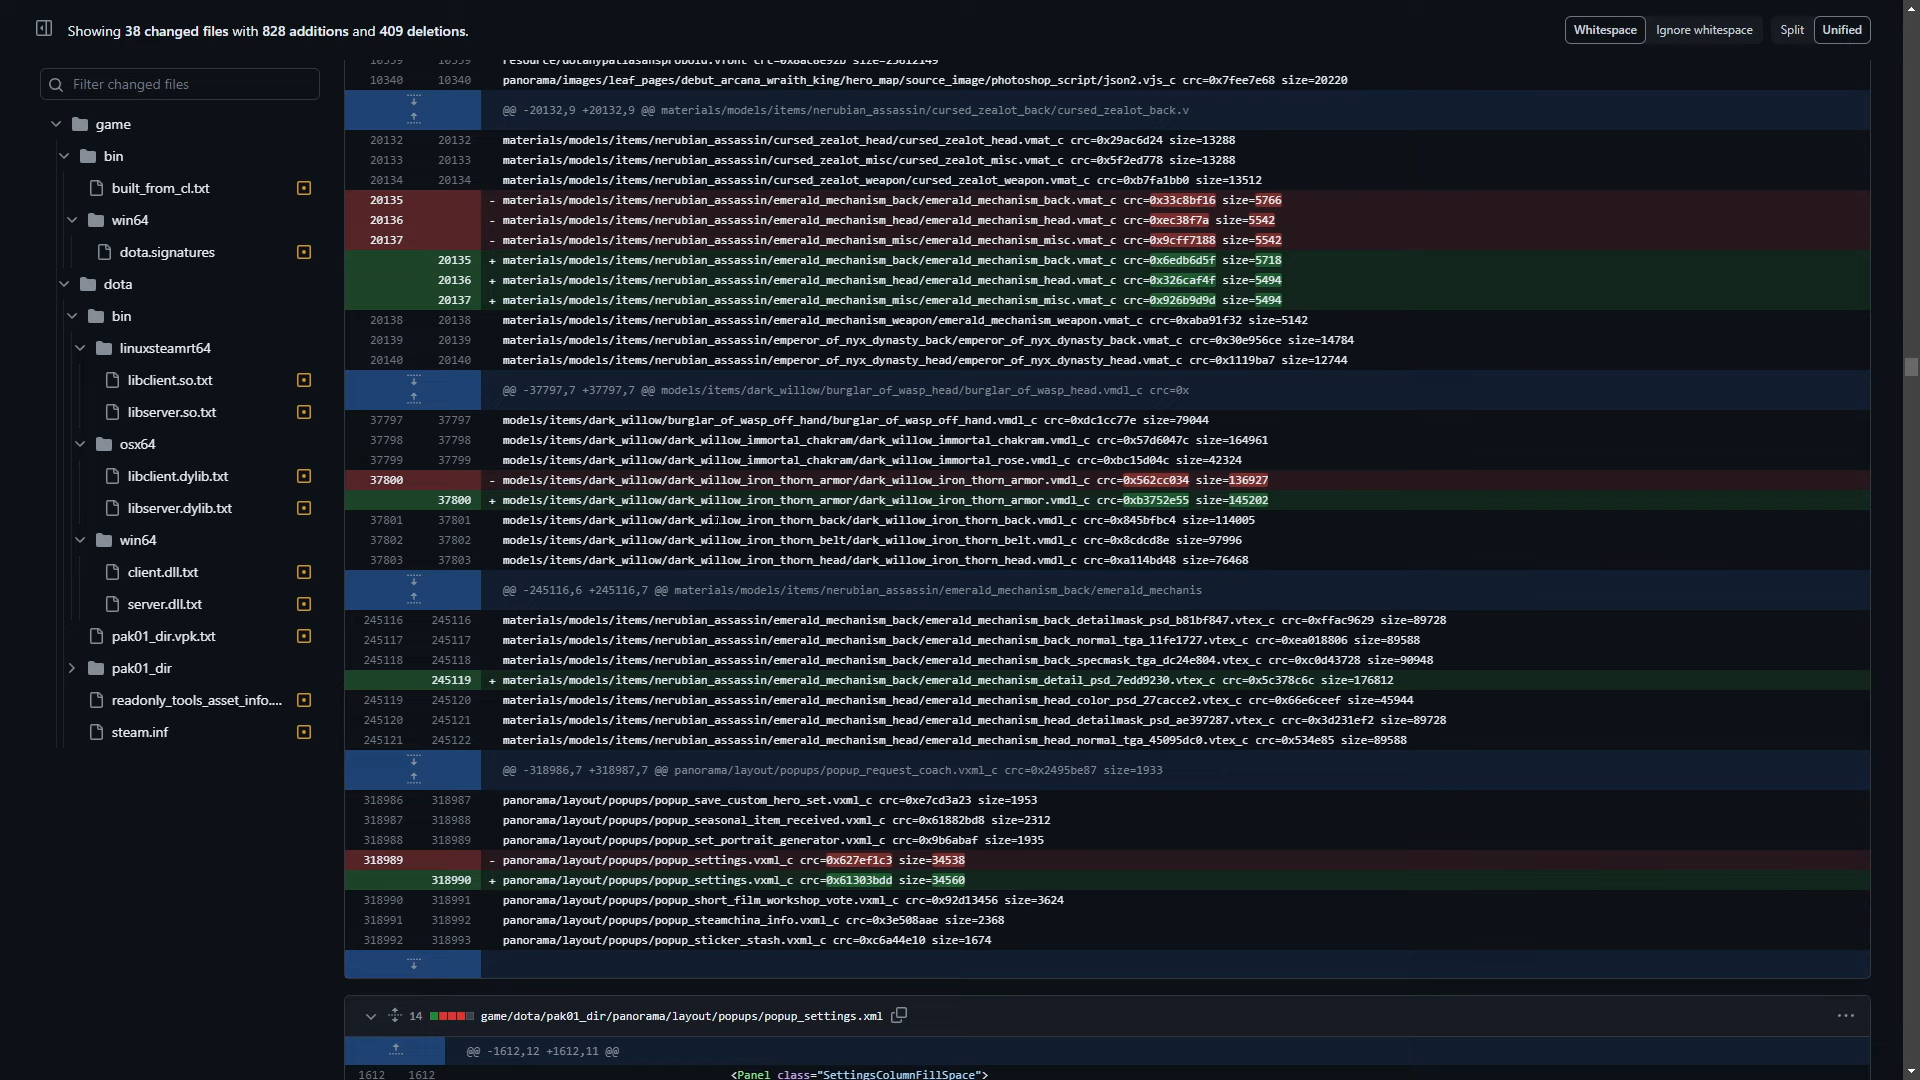 Showing 38 changed files with 828 additions and 409 deletions.
Whitespace
Ignore whitespace
Split
Unified
Filter changed files
game
bin
built_from_cl.txt
win64
dota.signatures
dota
bin
linuxsteamrt64
libclient.so.txt
libserver.so.txt
osx64
libclient.dylib.txt
libserver.dylib.txt
win64
client.dll.txt
server.dll.txt
pak01_dir.vpk.txt
pak01_dir
readonly_tools_asset_info....
steam.inf
10340 10340 panorama/images/leaf_pages/debut_arcana_wraith_king/hero_map/source_image/photoshop_script/json2.vjs_c crc=0x7fee7e68 size=20220
@@ -20132,9 +20132,9 @@ materials/models/items/nerubian_assassin/cursed_zealot_back/cursed_zealot_back.v
20132 20132 materials/models/items/nerubian_assassin/cursed_zealot_head/cursed_zealot_head.vmat_c crc=0x29ac6d24 size=13288
20133 20133 materials/models/items/nerubian_assassin/cursed_zealot_misc/cursed_zealot_misc.vmat_c crc=0x5f2ed778 size=13288
20134 20134 materials/models/items/nerubian_assassin/cursed_zealot_weapon/cursed_zealot_weapon.vmat_c crc=0xb7fa1bb0 size=13512
20135 - materials/models/items/nerubian_assassin/emerald_mechanism_back/emerald_mechanism_back.vmat_c crc=0x33c8bf16 size=5766
20136 - materials/models/items/nerubian_assassin/emerald_mechanism_head/emerald_mechanism_head.vmat_c crc=0xec38f7a size=5542
20137 - materials/models/items/nerubian_assassin/emerald_mechanism_misc/emerald_mechanism_misc.vmat_c crc=0x9cff7188 size=5542
20135 + materials/models/items/nerubian_assassin/emerald_mechanism_back/emerald_mechanism_back.vmat_c crc=0x6edb6d5f size=5718
20136 + materials/models/items/nerubian_assassin/emerald_mechanism_head/emerald_mechanism_head.vmat_c crc=0x326caf4f size=5494
20137 + materials/models/items/nerubian_assassin/emerald_mechanism_misc/emerald_mechanism_misc.vmat_c crc=0x926b9d9d size=5494
20138 20138 materials/models/items/nerubian_assassin/emerald_mechanism_weapon/emerald_mechanism_weapon.vmat_c crc=0xaba91f32 size=5142
20139 20139 materials/models/items/nerubian_assassin/emperor_of_nyx_dynasty_back/emperor_of_nyx_dynasty_back.vmat_c crc=0x30e956ce size=14784
20140 20140 materials/models/items/nerubian_assassin/emperor_of_nyx_dynasty_head/emperor_of_nyx_dynasty_head.vmat_c crc=0x1119ba7 size=12744
@@ -37797,7 +37797,7 @@ models/items/dark_willow/burglar_of_wasp_head/burglar_of_wasp_head.vmdl_c crc=0x
37797 37797 models/items/dark_willow/burglar_of_wasp_off_hand/burglar_of_wasp_off_hand.vmdl_c crc=0xdc1cc77e size=79044
37798 37798 models/items/dark_willow/dark_willow_immortal_chakram/dark_willow_immortal_chakram.vmdl_c crc=0x57d6047c size=164961
37799 37799 models/items/dark_willow/dark_willow_immortal_chakram/dark_willow_immortal_rose.vmdl_c crc=0xbc15d04c size=42324
37800 - models/items/dark_willow/dark_willow_iron_thorn_armor/dark_willow_iron_thorn_armor.vmdl_c crc=0x562cc034 size=136927
37800 + models/items/dark_willow/dark_willow_iron_thorn_armor/dark_willow_iron_thorn_armor.vmdl_c crc=0xb3752e55 size=145202
37801 37801 models/items/dark_willow/dark_willow_iron_thorn_back/dark_willow_iron_thorn_back.vmdl_c crc=0x845bfbc4 size=114005
37802 37802 models/items/dark_willow/dark_willow_iron_thorn_belt/dark_willow_iron_thorn_belt.vmdl_c crc=0x8cdcd8e size=97996
37803 37803 models/items/dark_willow/dark_willow_iron_thorn_head/dark_willow_iron_thorn_head.vmdl_c crc=0xa114bd48 size=76468
@@ -245116,6 +245116,7 @@ materials/models/items/nerubian_assassin/emerald_mechanism_back/emerald_mechanis
245116 245116 materials/models/items/nerubian_assassin/emerald_mechanism_back/emerald_mechanism_back_detailmask_psd_b81bf847.vtex_c crc=0xffac9629 size=89728
245117 245117 materials/models/items/nerubian_assassin/emerald_mechanism_back/emerald_mechanism_back_normal_tga_11fe1727.vtex_c crc=0xea018806 size=89588
245118 245118 materials/models/items/nerubian_assassin/emerald_mechanism_back/emerald_mechanism_back_specmask_tga_dc24e804.vtex_c crc=0xc0d43728 size=90948
245119 + materials/models/items/nerubian_assassin/emerald_mechanism_back/emerald_mechanism_detail_psd_7edd9230.vtex_c crc=0x5c378c6c size=176812
245119 245120 materials/models/items/nerubian_assassin/emerald_mechanism_head/emerald_mechanism_head_color_psd_27cacce2.vtex_c crc=0x66e6ceef size=45944
245120 245121 materials/models/items/nerubian_assassin/emerald_mechanism_head/emerald_mechanism_head_detailmask_psd_ae397287.vtex_c crc=0x3d231ef2 size=89728
245121 245122 materials/models/items/nerubian_assassin/emerald_mechanism_head/emerald_mechanism_head_normal_tga_45095dc0.vtex_c crc=0x534e85 size=89588
@@ -318986,7 +318987,7 @@ panorama/layout/popups/popup_request_coach.vxml_c crc=0x2495be87 size=1933
318986 318987 panorama/layout/popups/popup_save_custom_hero_set.vxml_c crc=0xe7cd3a23 size=1953
318987 318988 panorama/layout/popups/popup_seasonal_item_received.vxml_c crc=0x61882bd8 size=2312
318988 318989 panorama/layout/popups/popup_set_portrait_generator.vxml_c crc=0x9b6abaf size=1935
318989 - panorama/layout/popups/popup_settings.vxml_c crc=0x627ef1c3 size=34538
318990 + panorama/layout/popups/popup_settings.vxml_c crc=0x61303bdd size=34560
318990 318991 panorama/layout/popups/popup_short_film_workshop_vote.vxml_c crc=0x92d13456 size=3624
318991 318992 panorama/layout/popups/popup_steamchina_info.vxml_c crc=0x3e508aae size=2368
318992 318993 panorama/layout/popups/popup_sticker_stash.vxml_c crc=0xc6a44e10 size=1674
14 game/dota/pak01_dir/panorama/layout/popups/popup_settings.xml
@@ -1612,12 +1612,11 @@
1612 1612 <Panel class="SettingsColumnFillSpace">